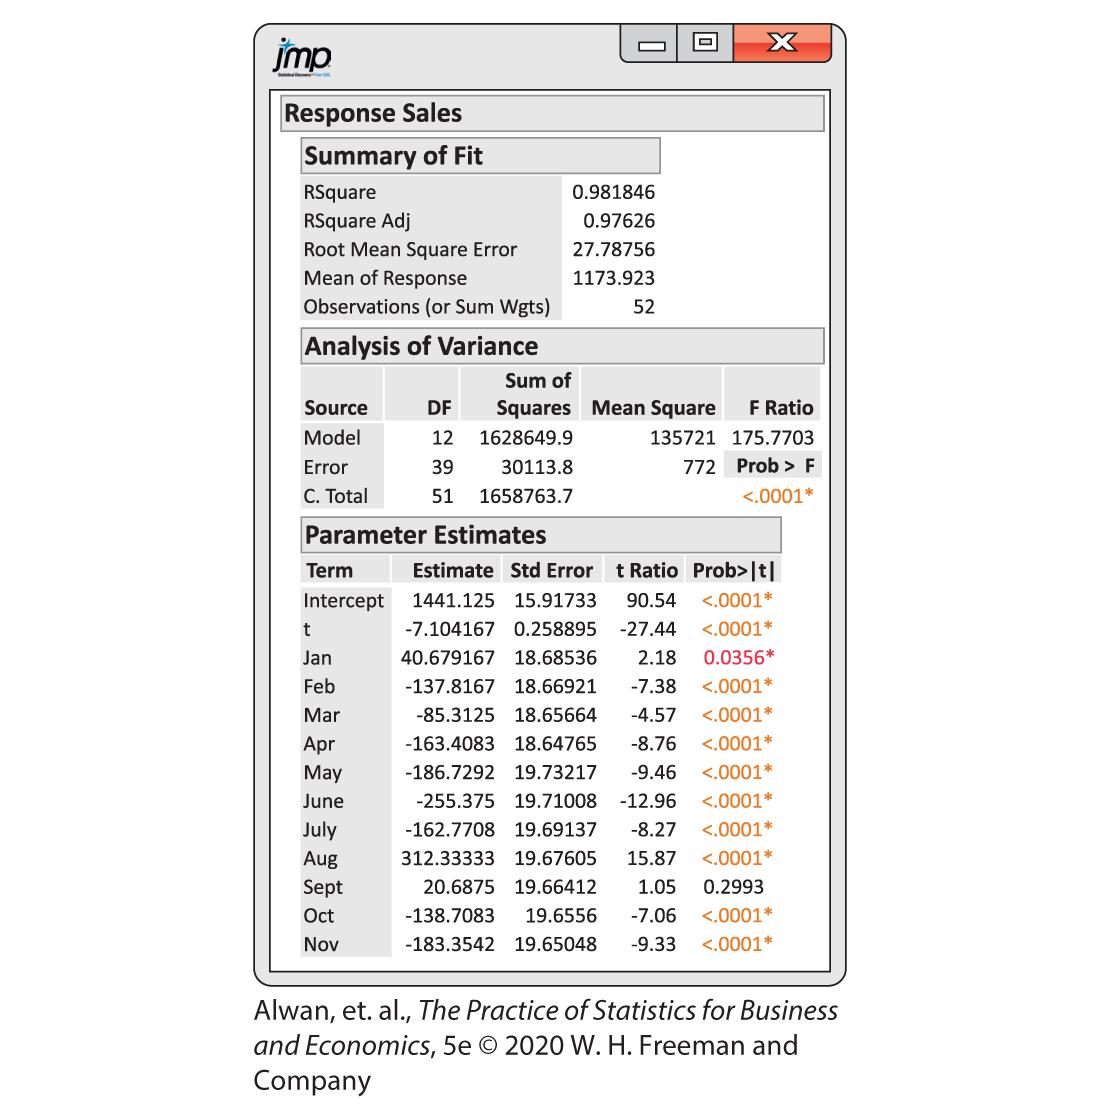 jmp
Statistical Discovery. From SAS.
Response Sales
Summary of Fit
RSquare 0.981846
RSquare Adj 0.97626
Root Mean Square Error 27.78756
Mean of Response 1173.923
Observations (or Sum Wgts) 52
Analysis of Variance
Sum of
Source DF Squares Mean Square F Ratio
Model 12 1628649.9 135721 175.7703
Error 39 30113.8 772 Prob > F
C. Total 51 1658763.7 <.0001*
Parameter Estimates
Term Estimate Std Error t Ratio Prob>|t|
Intercept 1441.125 15.91733 90.54 <.0001*
t -7.104167 0.258895 -27.44 <.0001*
Jan 40.679167 18.68536 2.18 0.0356*
Feb -137.8167 18.66921 -7.38 <.0001*
Mar -85.3125 18.65664 -4.57 <.0001*
Apr -163.4083 18.64765 -8.76 <.0001*
May -186.7292 19.73217 -9.46 <.0001*
June -255.375 19.71008 -12.96 <.0001*
July -162.7708 19.69137 -8.27 <.0001*
Aug 312.33333 19.67605 15.87 <.0001*
Sept 20.6875 19.66412 1.05 0.2993
Oct -138.7083 19.6556 -7.06 <.0001*
Nov -183.3542 19.65048 -9.33 <.0001*
Alwan, et. al., The Practice of Statistics for Business
and Economics, 5e © 2020 W. H. Freeman and
Company